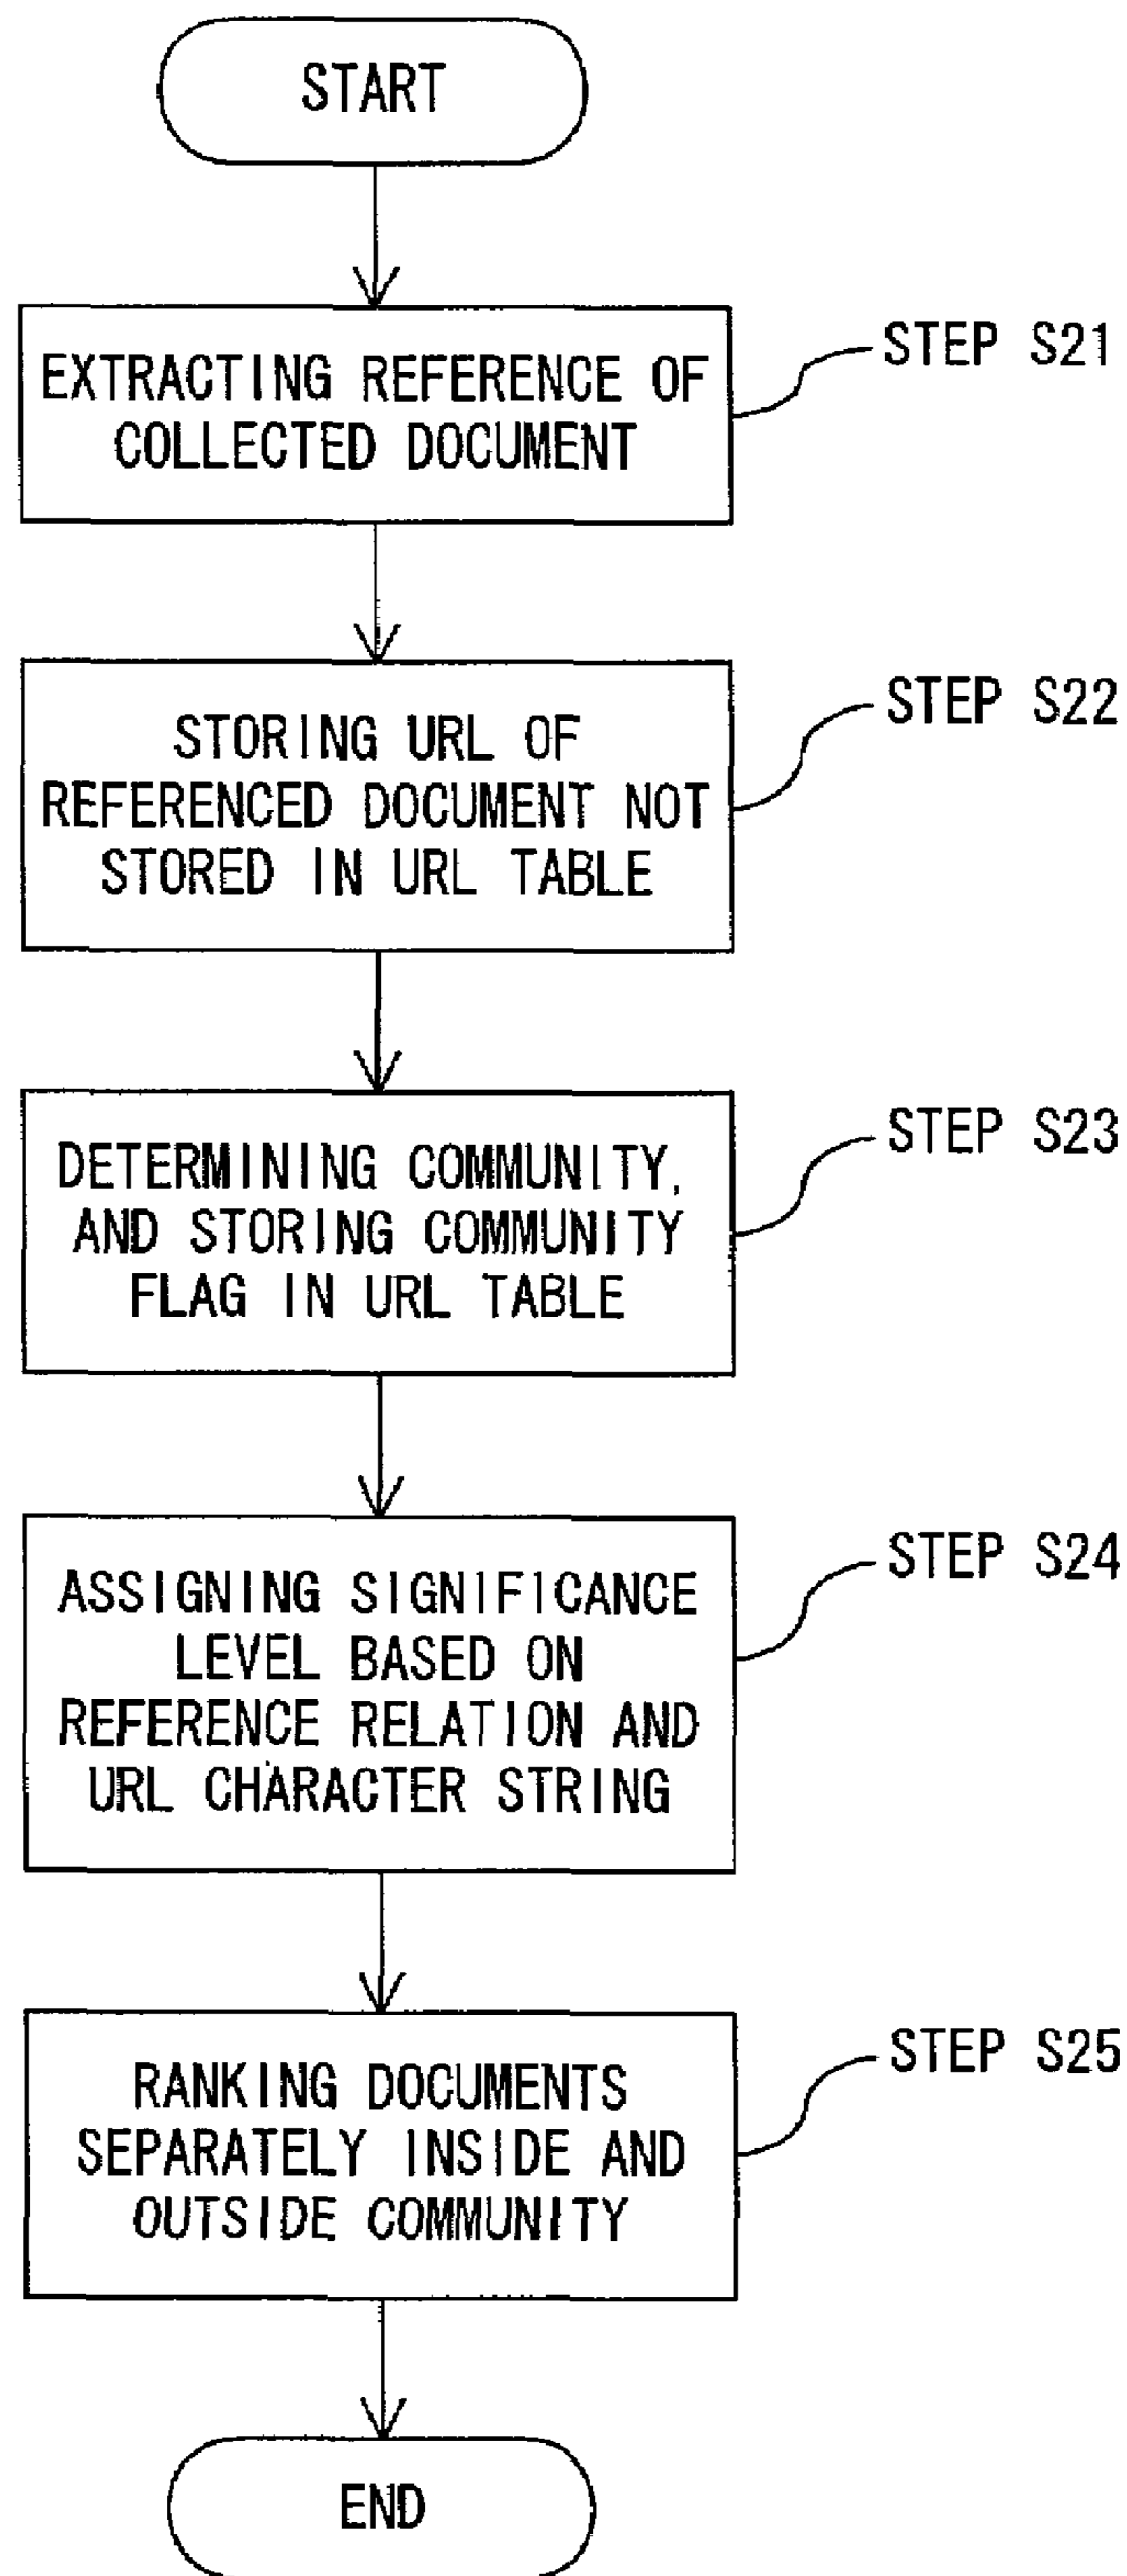 START
EXTRACTING REFERENCE OF
COLLECTED DOCUMENT
STEP S21
STORING URL OF
REFERENCED DOCUMENT NOT
STORED IN URL TABLE
STEP S22
DETERMINING COMMUNITY,
AND STORING COMMUNITY
FLAG IN URL TABLE
STEP S23
ASSIGNING SIGNIFICANCE
LEVEL BASED ON
REFERENCE RELATION AND
URL CHARACTER STRING
STEP S24
RANKING DOCUMENTS
SEPARATELY INSIDE AND
OUTSIDE COMMUNITY
STEP S25
END